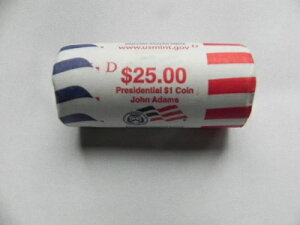 www.usmint.gov
D
$25.00
Presidential $1 Coin
John Adams